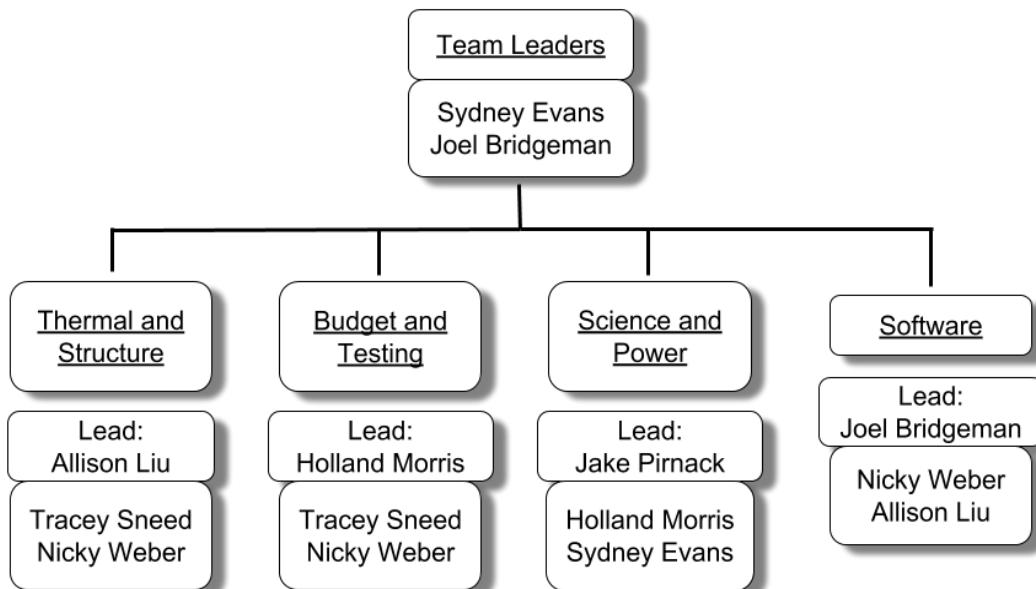 Team Leaders
Sydney Evans
Joel Bridgeman
Thermal and
Structure
Lead:
Allison Liu
Tracey Sneed
Nicky Weber
Budget and
Testing
Lead:
Holland Morris
Tracey Sneed
Nicky Weber
Science and
Power
Lead:
Jake Pirnack
Holland Morris
Sydney Evans
Software
Lead:
Joel Bridgeman
Nicky Weber
Allison Liu